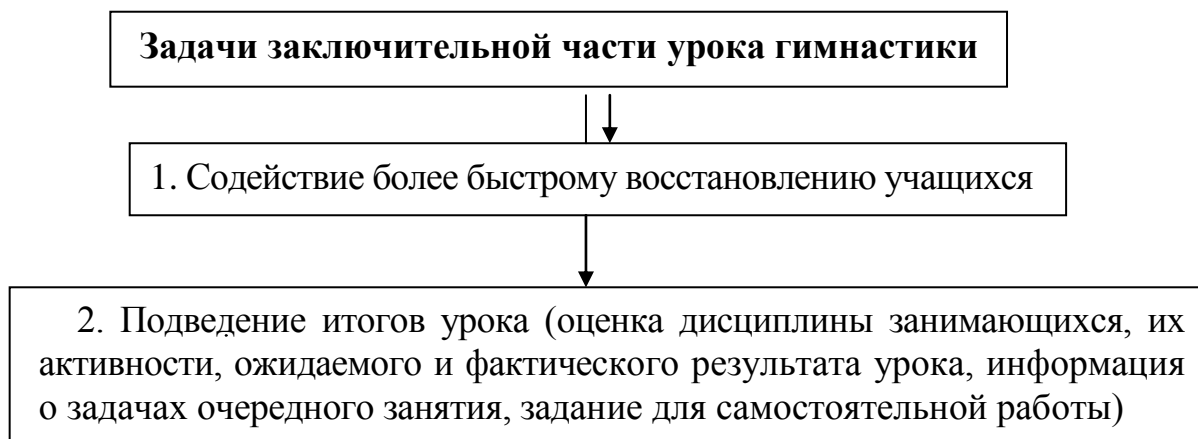 Задачи заключительной части урока гимнастики
1. Содействие более быстрому восстановлению учащихся
2. Подведение итогов урока (оценка дисциплины занимающихся, их
активности, ожидаемого и фактического результата урока, информация
о задачах очередного занятия, задание для самостоятельной работы)